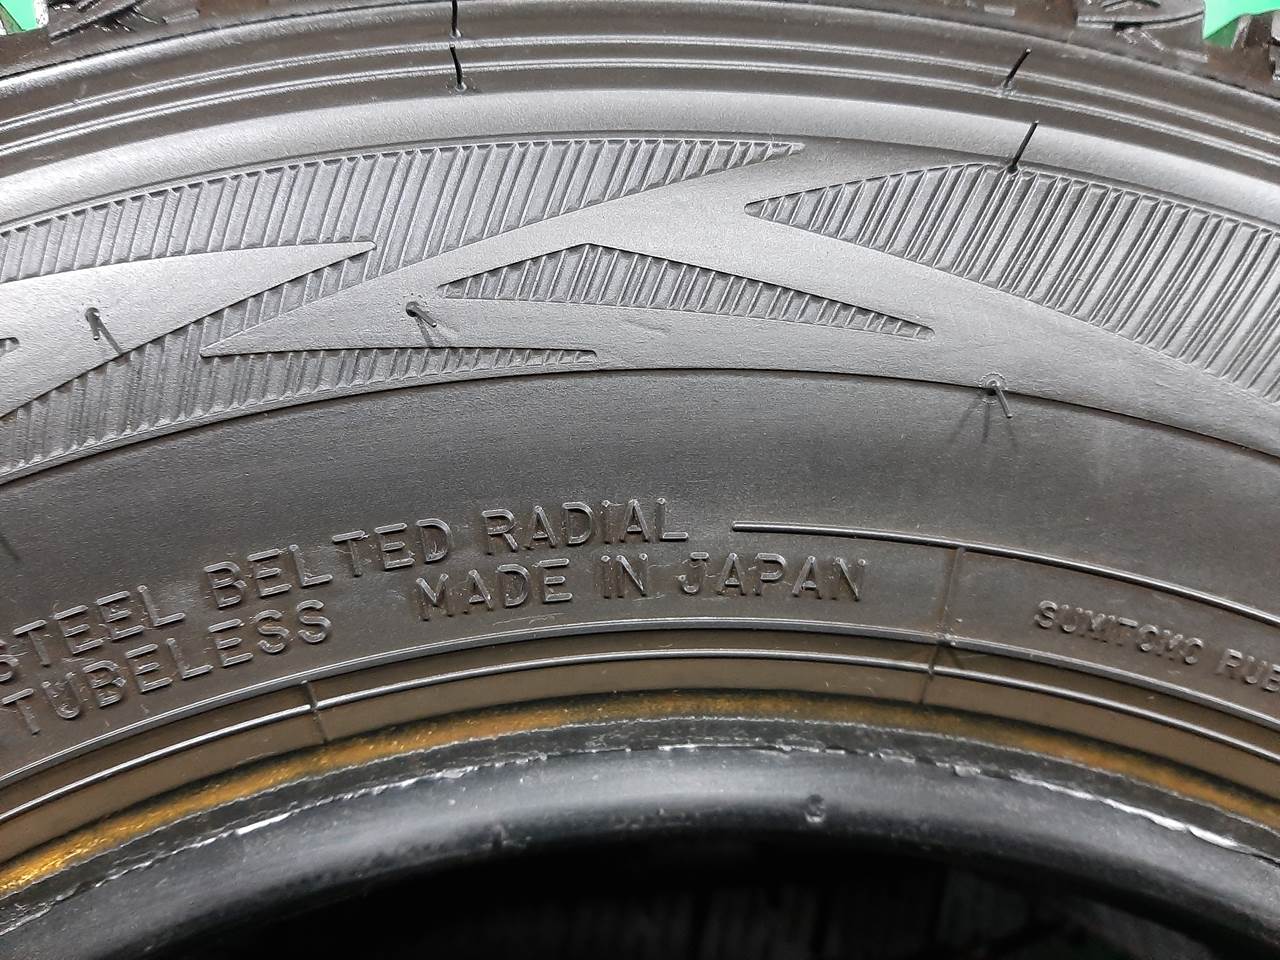 STEEL BELTED RADIAL
TUBELESS MADE IN JAPAN
SUMITOMO